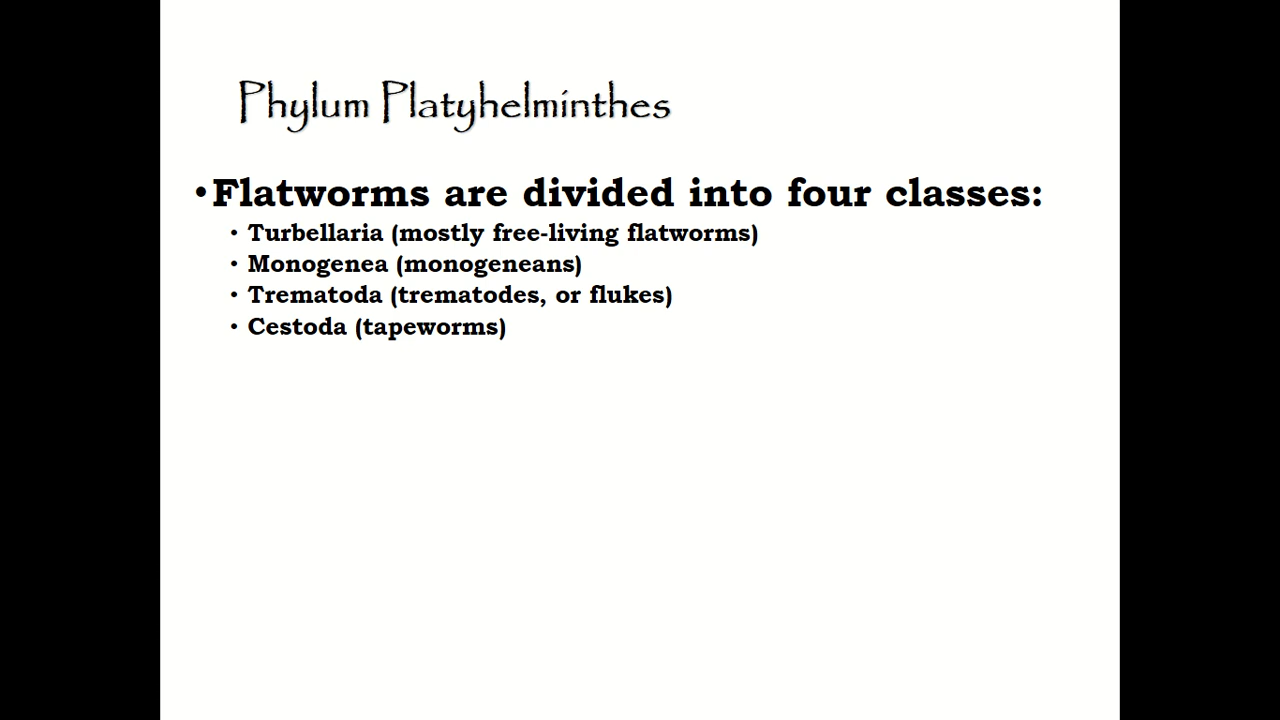 Phylum Platyhelminthes
•Flatworms are divided into four classes:
• Turbellaria (mostly free-living flatworms)
• Monogenea (monogeneans)
• Trematoda (trematodes, or flukes)
• Cestoda (tapeworms)